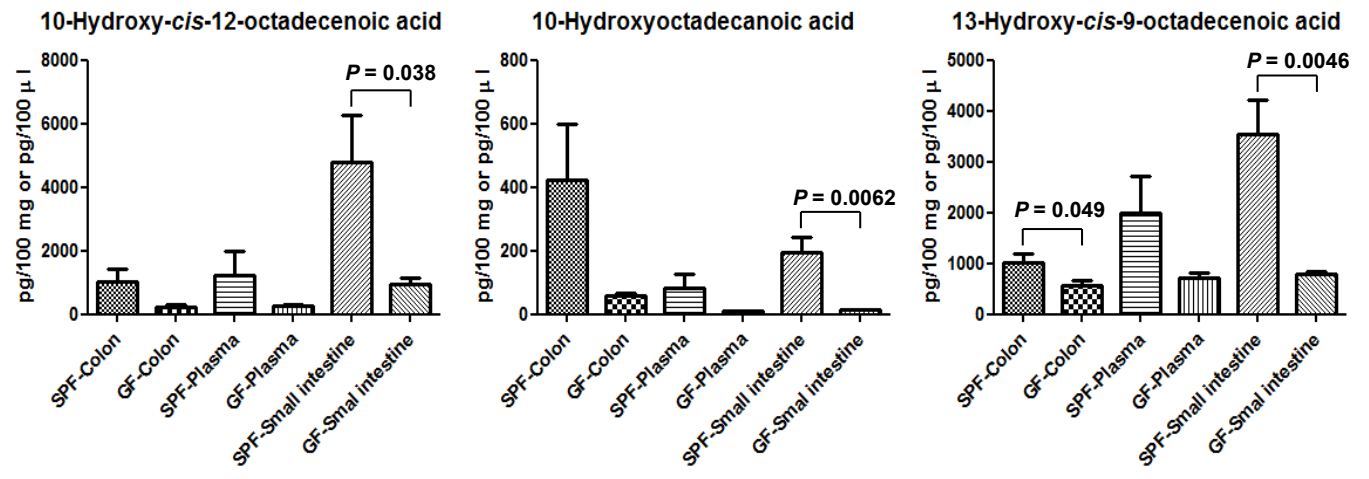 10-Hydroxy-cis-12-octadecenoic acid
pg/100 mg or pg/100 μ l
8000
6000
4000
2000
0
P = 0.038
SPF-Colon
GF-Colon
SPF-Plasma
GF-Plasma
SPF-Small intestine
GF-Smal intestine
10-Hydroxyoctadecanoic acid
pg/100 mg or pg/100 μ l
800
600
400
200
0
P = 0.0062
SPF-Colon
GF-Colon
SPF-Plasma
GF-Plasma
SPF-Small intestine
GF-Smal intestine
13-Hydroxy-cis-9-octadecenoic acid
pg/100 mg or pg/100 μ l
5000
4000
3000
2000
1000
0
P = 0.049
P = 0.0046
SPF-Colon
GF-Colon
SPF-Plasma
GF-Plasma
SPF-Small intestine
GF-Smal intestine